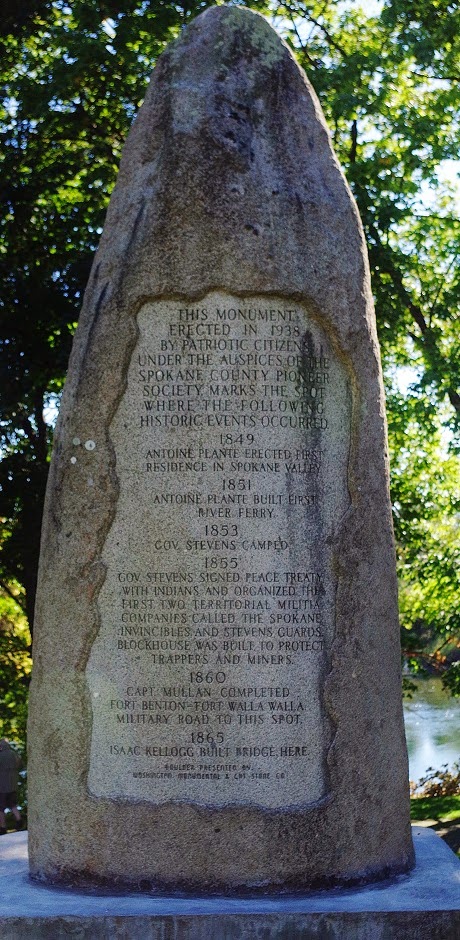 THIS MONUMENT
ERECTED IN 1938
BY PATRIOTIC CITIZENS
UNDER THE AUSPICES OF THE
SPOKANE COUNTY PIONEER
SOCIETY, MARKS THE SPOT
WHERE THE FOLLOWING
HISTORIC EVENTS OCCURRED
1849
ANTOINE PLANTE ERECTED FIRST
RESIDENCE IN SPOKANE VALLEY
1851
ANTOINE PLANTE BUILT FIRST
RIVER FERRY.
1853
GOV. STEVENS CAMPED.
1855
GOV. STEVENS SIGNED PEACE TREATY
WITH INDIANS AND ORGANIZED THE
FIRST TWO TERRITORIAL MILITIA
COMPANIES CALLED THE SPOKANE
INVINCIBLES AND STEVENS GUARDS.
BLOCKHOUSE WAS BUILT TO PROTECT
TRAPPERS AND MINERS.
1860
CAPT. MULLAN COMPLETED
FORT BENTON-FORT WALLA WALLA
MILITARY ROAD TO THIS SPOT.
1865
ISAAC KELLOGG BUILT BRIDGE HERE.
BOULDER PRESENTED BY
WASHINGTON MONUMENTAL & CUT STONE CO